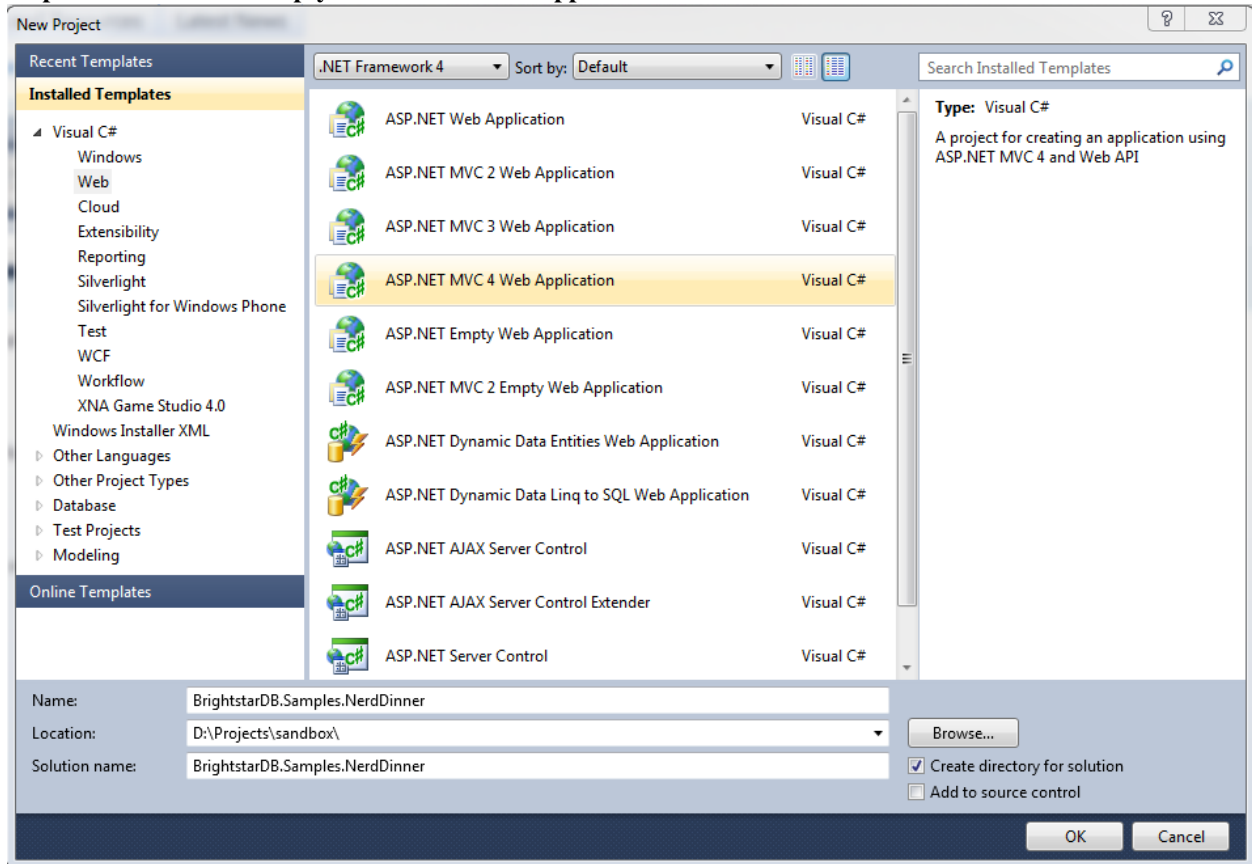 New Project
Recent Templates
.NET Framework 4
Sort by: Default
Search Installed Templates
Installed Templates
Visual C#
Windows
Web
Cloud
Extensibility
Reporting
Silverlight
Silverlight for Windows Phone
Test
WCF
Workflow
XNA Game Studio 4.0
Windows Installer XML
Other Languages
Other Project Types
Database
Test Projects
Modeling
Online Templates
ASP.NET Web Application Visual C#
ASP.NET MVC 2 Web Application Visual C#
ASP.NET MVC 3 Web Application Visual C#
ASP.NET MVC 4 Web Application Visual C#
ASP.NET Empty Web Application Visual C#
ASP.NET MVC 2 Empty Web Application Visual C#
ASP.NET Dynamic Data Entities Web Application Visual C#
ASP.NET Dynamic Data Linq to SQL Web Application Visual C#
ASP.NET AJAX Server Control Visual C#
ASP.NET AJAX Server Control Extender Visual C#
ASP.NET Server Control Visual C#
Type: Visual C#
A project for creating an application using
ASP.NET MVC 4 and Web API
Name: BrightstarDB.Samples.NerdDinner
Location: D:\Projects\sandbox\
Browse...
Solution name: BrightstarDB.Samples.NerdDinner
Create directory for solution
Add to source control
OK Cancel